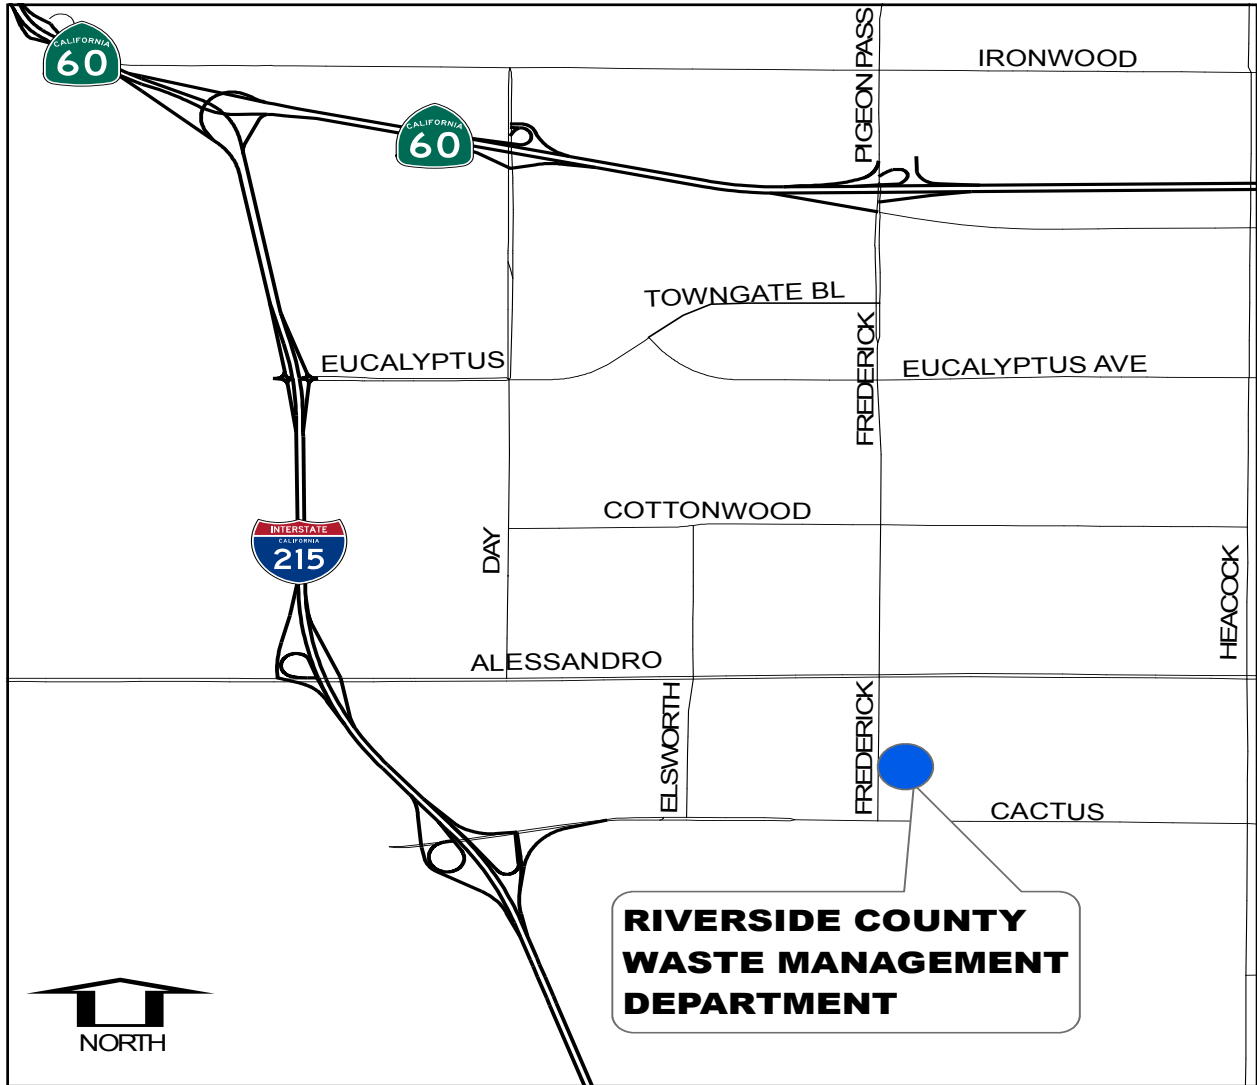 CALIFORNIA
60
IRONWOOD
PIGEON PASS
CALIFORNIA
60
TOWNGATE BL
FREDERICK
EUCALYPTUS
EUCALYPTUS AVE
COTTONWOOD
INTERSTATE
CALIFORNIA
215
DAY
HEACOCK
ALESSANDRO
ELSWORTH
FREDERICK
CACTUS
RIVERSIDE COUNTY
WASTE MANAGEMENT
DEPARTMENT
NORTH